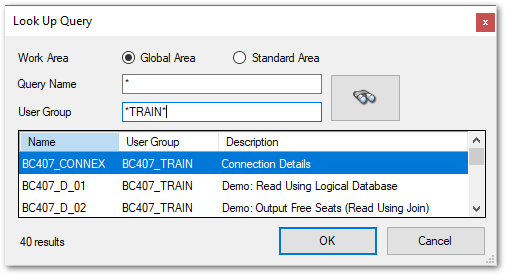 Look Up Query
x
Work Area Global Area Standard Area
Query Name *
User Group *TRAIN*
Name User Group Description
BC407_CONNEX BC407_TRAIN Connection Details
BC407_D_01 BC407_TRAIN Demo: Read Using Logical Database
BC407_D_02 BC407_TRAIN Demo: Output Free Seats (Read Using Join)
40 results OK Cancel